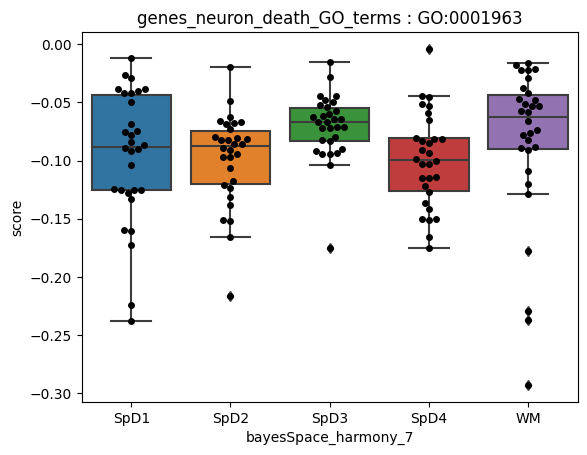 genes_neuron_death_GO_terms : GO:0001963
0.00
−0.05
−0.10
−0.15
−0.20
−0.25
−0.30
score
SpD1 SpD2 SpD3 SpD4 WM
bayesSpace_harmony_7